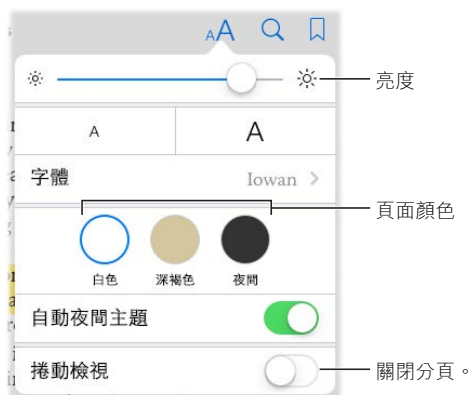 AA
亮度
A A
字體 Iowan >
頁面顏色
白色 深褐色 夜間
自動夜間主題
捲動檢視 關閉分頁。